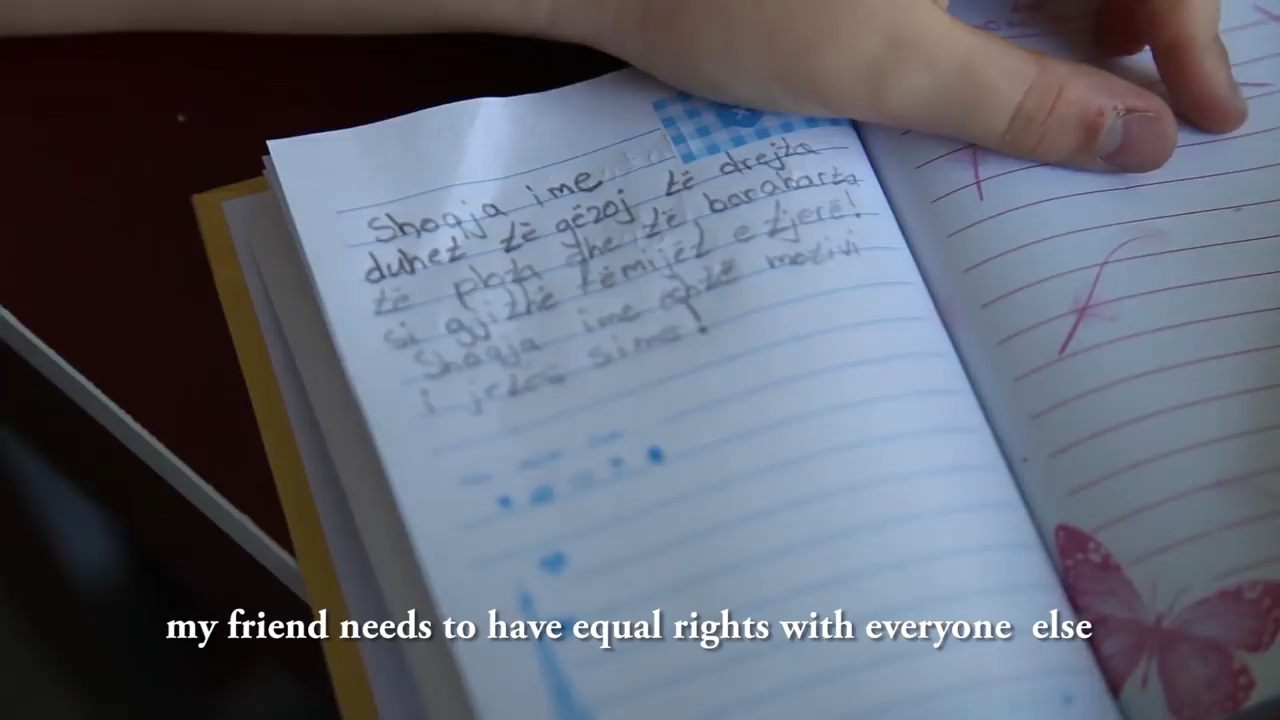 Shoqja ime
duhet të gëzoj të drejta
të plota dhe të barabarta
si gjithë fëmijët e tjerë!
Shoqja ime është motivi
i jetës sime!
my friend needs to have equal rights with everyone else